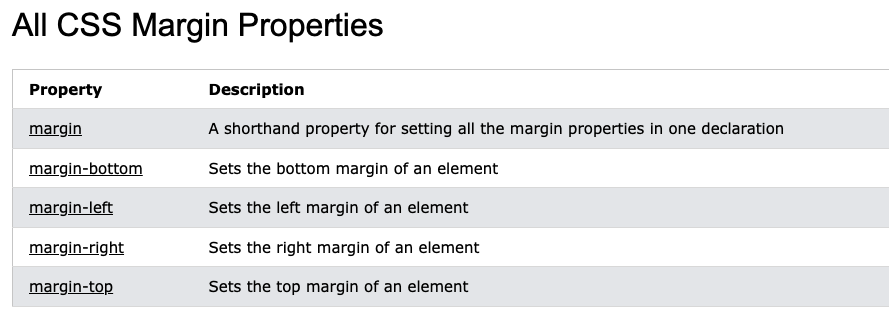 All CSS Margin Properties
Property Description
margin A shorthand property for setting all the margin properties in one declaration
margin-bottom Sets the bottom margin of an element
margin-left Sets the left margin of an element
margin-right Sets the right margin of an element
margin-top Sets the top margin of an element